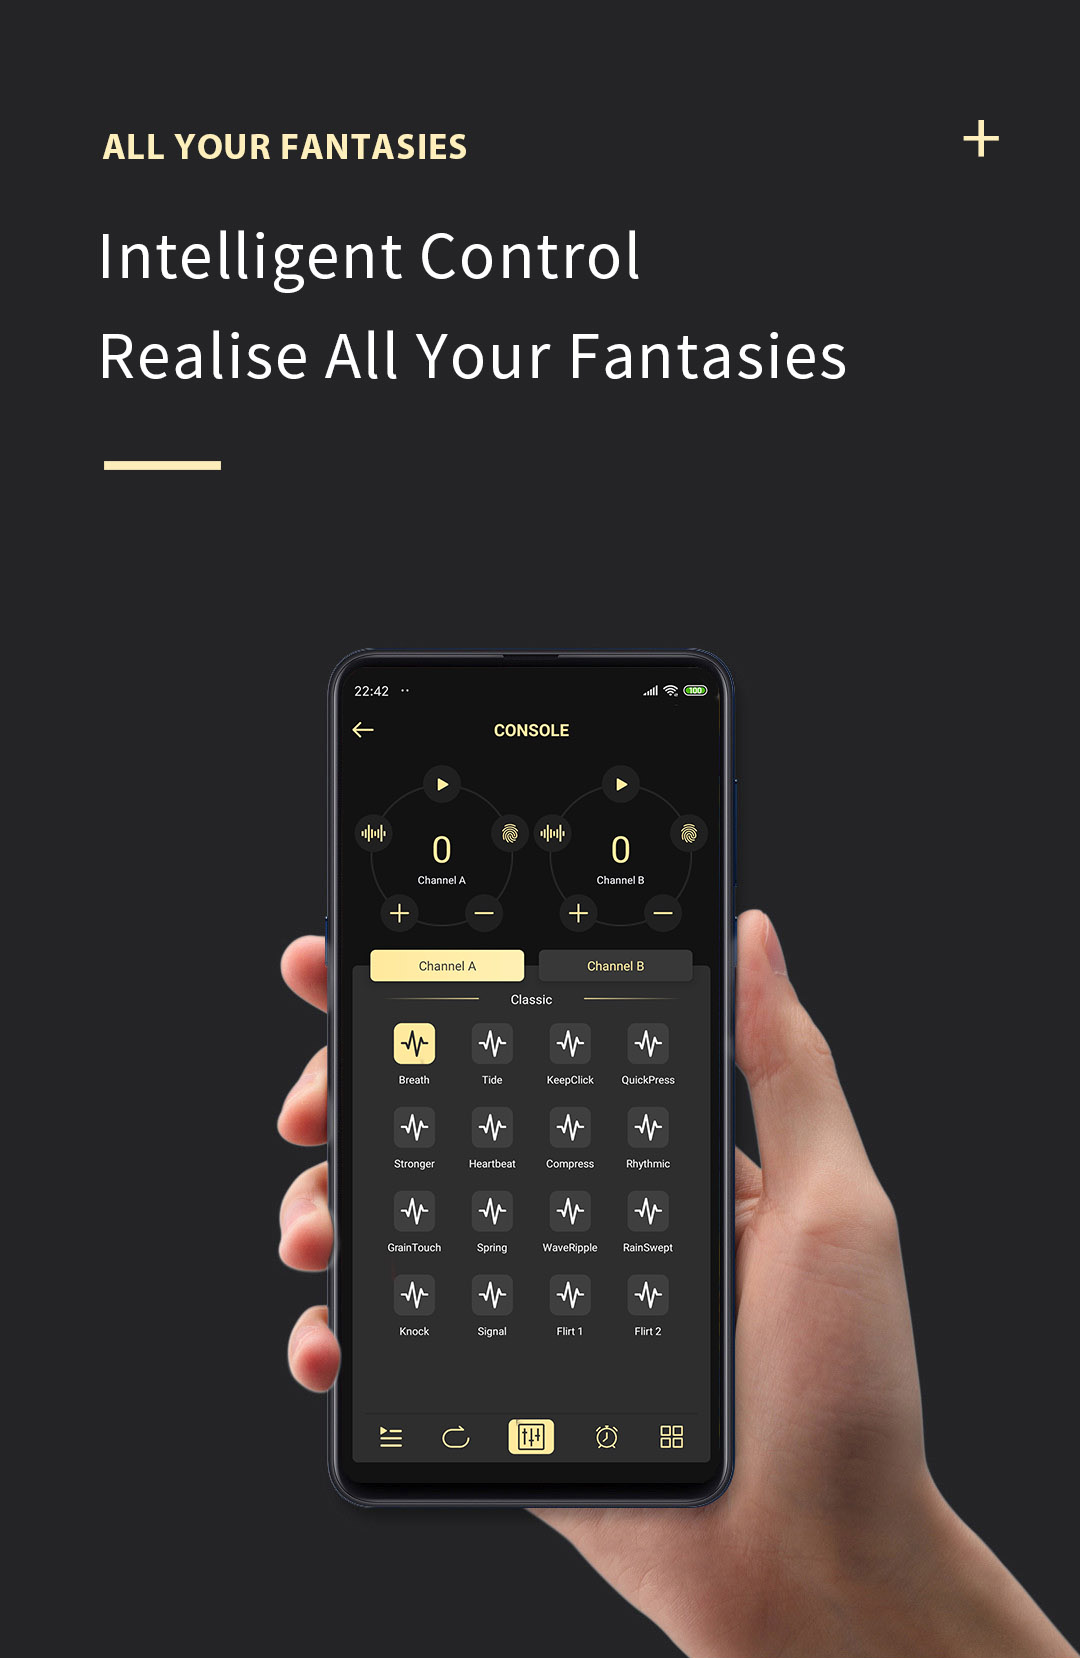 ALL YOUR FANTASIES
Intelligent Control
Realise All Your Fantasies
22:42
100
CONSOLE
0 0
Channel A Channel B
Channel A Channel B
Classic
Breath Tide KeepClick QuickPress
Stronger Heartbeat Compress Rhythmic
GrainTouch Spring WaveRipple RainSwept
Knock Signal Flirt 1 Flirt 2